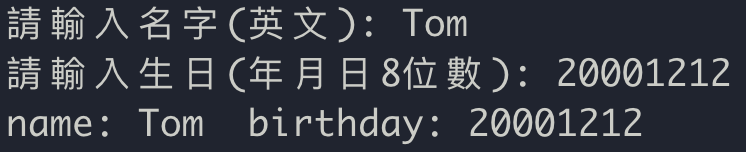 請輸入名字(英文): Tom
請輸入生日(年月日8位數): 20001212
name: Tom  birthday: 20001212